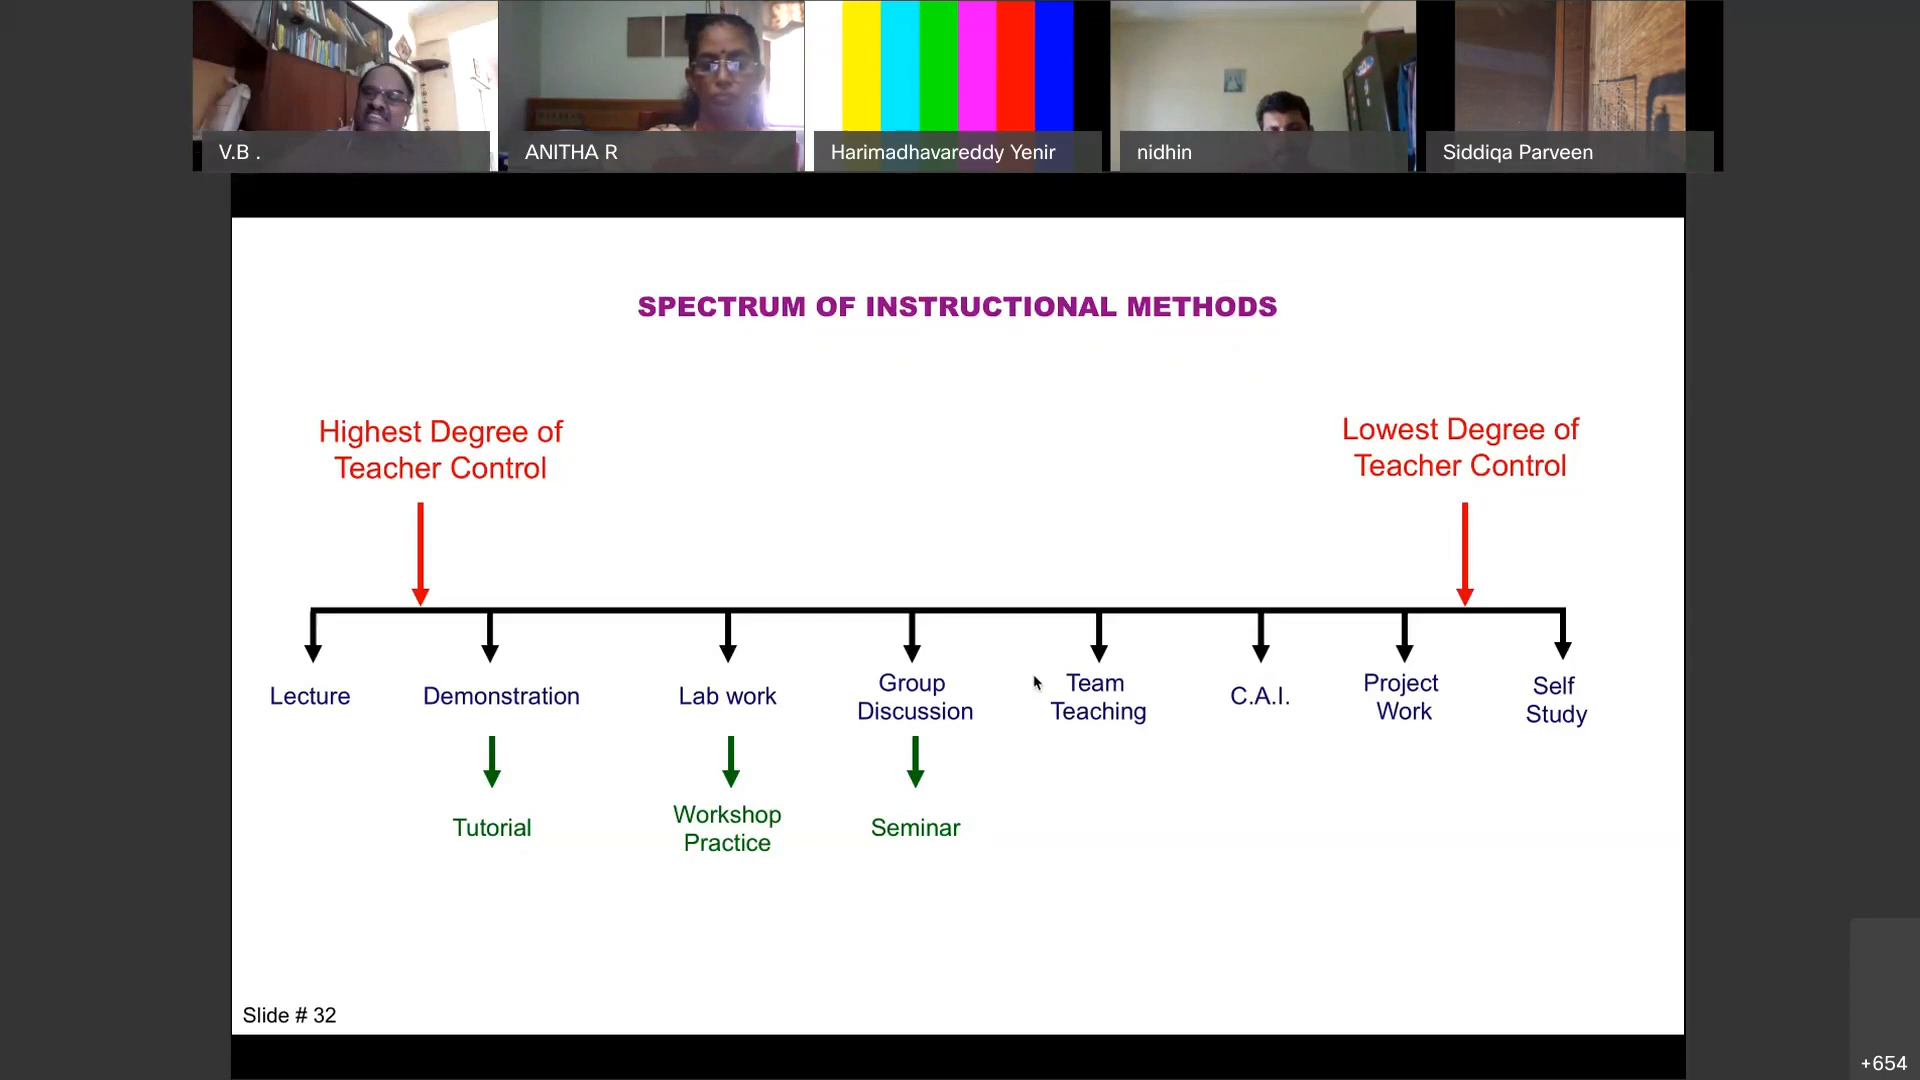 V.B .
ANITHA R
Harimadhavareddy Yenir
nidhin
Siddiqa Parveen
SPECTRUM OF INSTRUCTIONAL METHODS
Highest Degree of
Teacher Control
Lowest Degree of
Teacher Control
Lecture
Demonstration
Lab work
Group
Discussion
Team
Teaching
C.A.I.
Project
Work
Self
Study
Tutorial
Workshop
Practice
Seminar
Slide # 32
+654